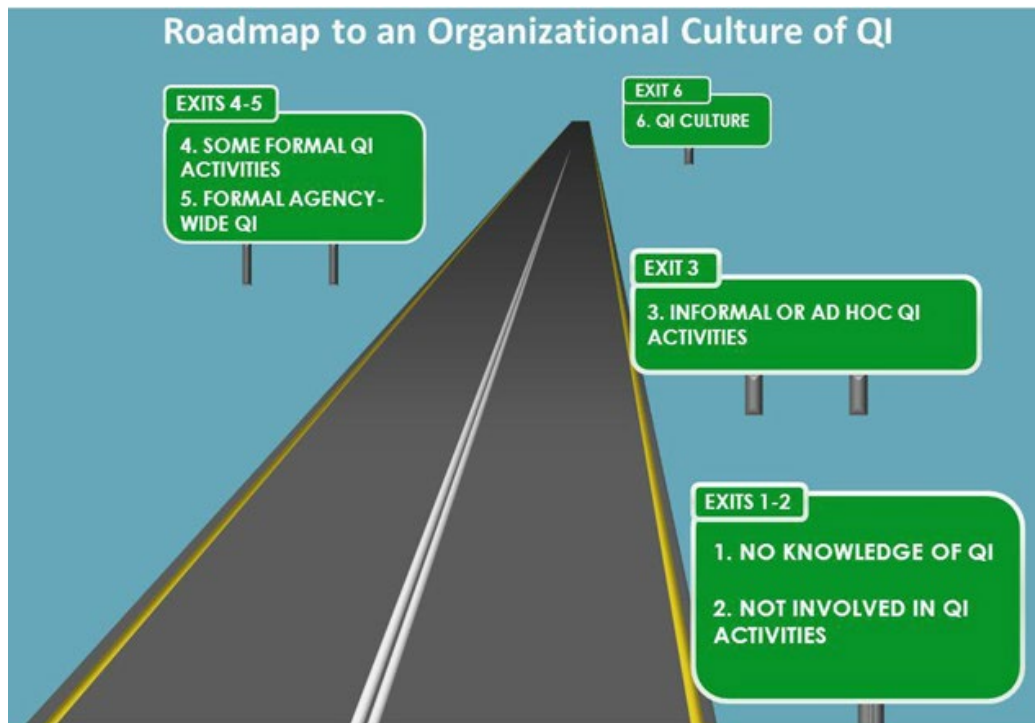 Roadmap to an Organizational Culture of QI
EXITS 4-5
4. SOME FORMAL QI
ACTIVITIES
5. FORMAL AGENCY-
WIDE QI
EXIT 6
6. QI CULTURE
EXIT 3
3. INFORMAL OR AD HOC QI
ACTIVITIES
EXITS 1-2
1. NO KNOWLEDGE OF QI
2. NOT INVOLVED IN QI
ACTIVITIES